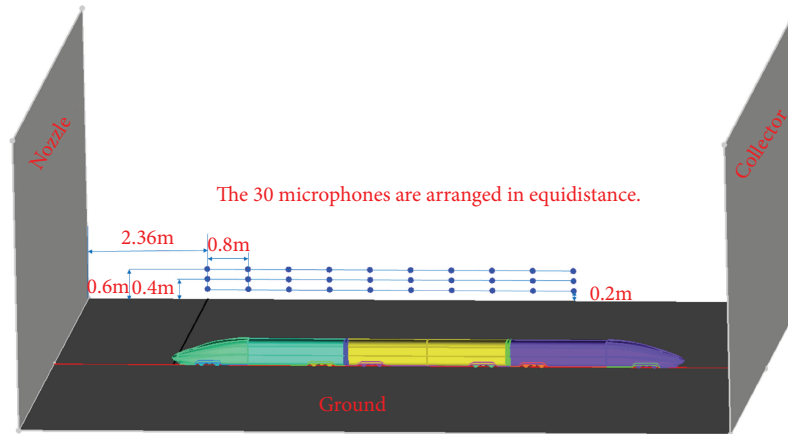 Nozzle
Collector
The 30 microphones are arranged in equidistance.
2.36m
0.8m
0.6m
0.4m
0.2m
Ground